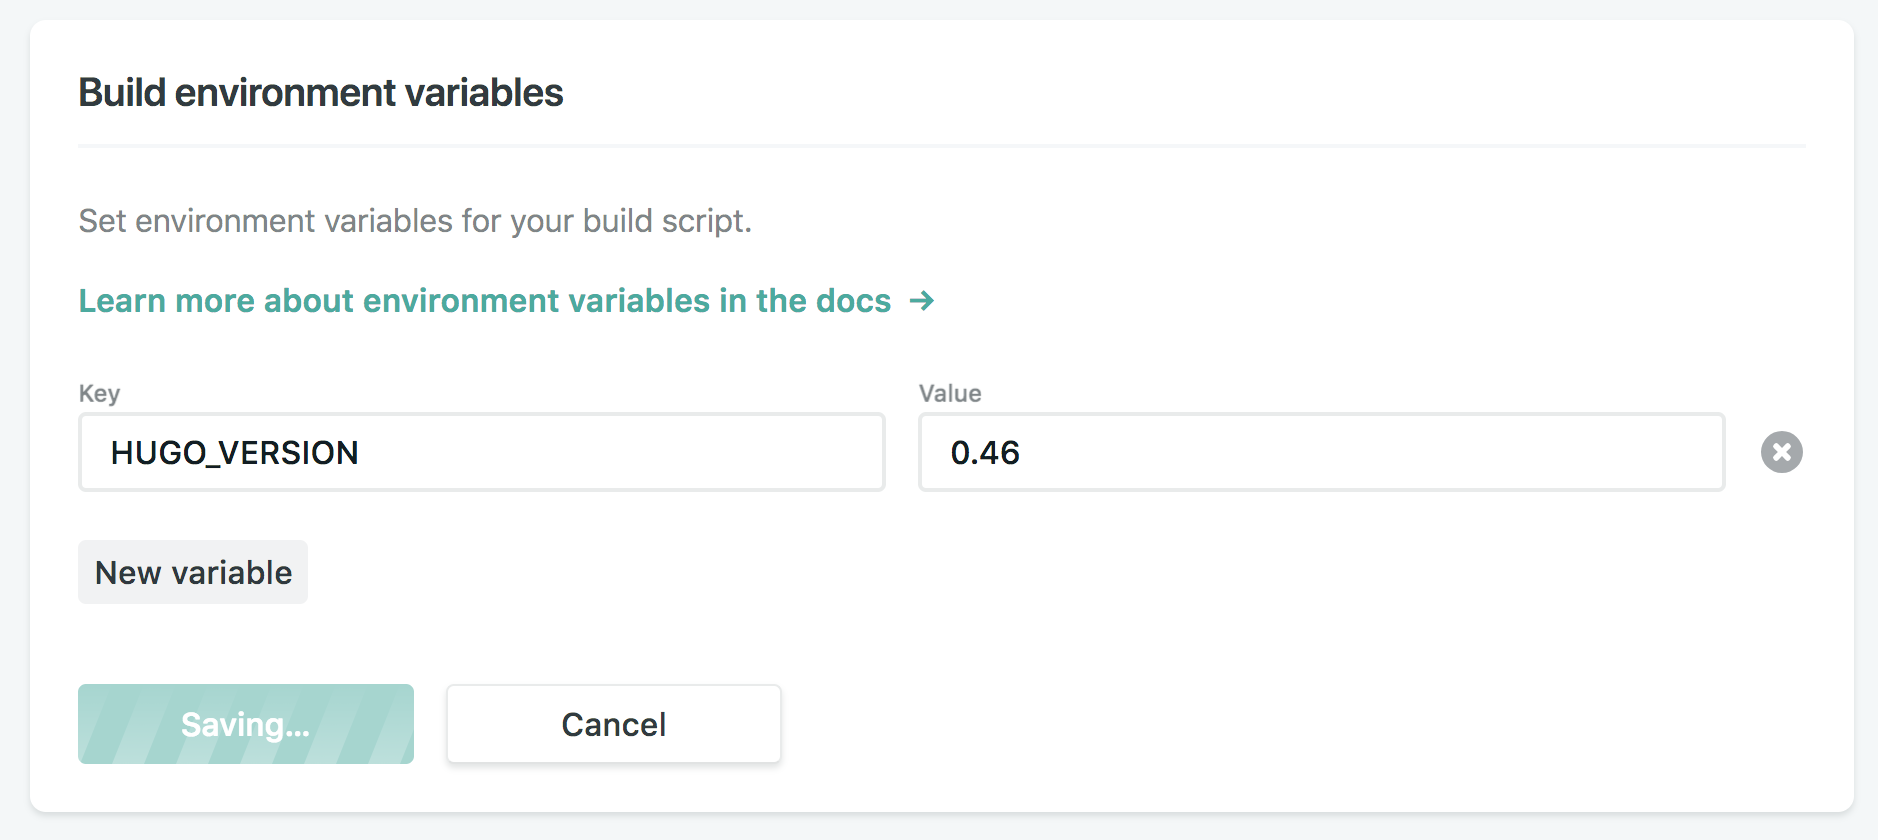 Build environment variables
Set environment variables for your build script.
Learn more about environment variables in the docs →
Key
Value
HUGO_VERSION
0.46
New variable
Saving...
Cancel